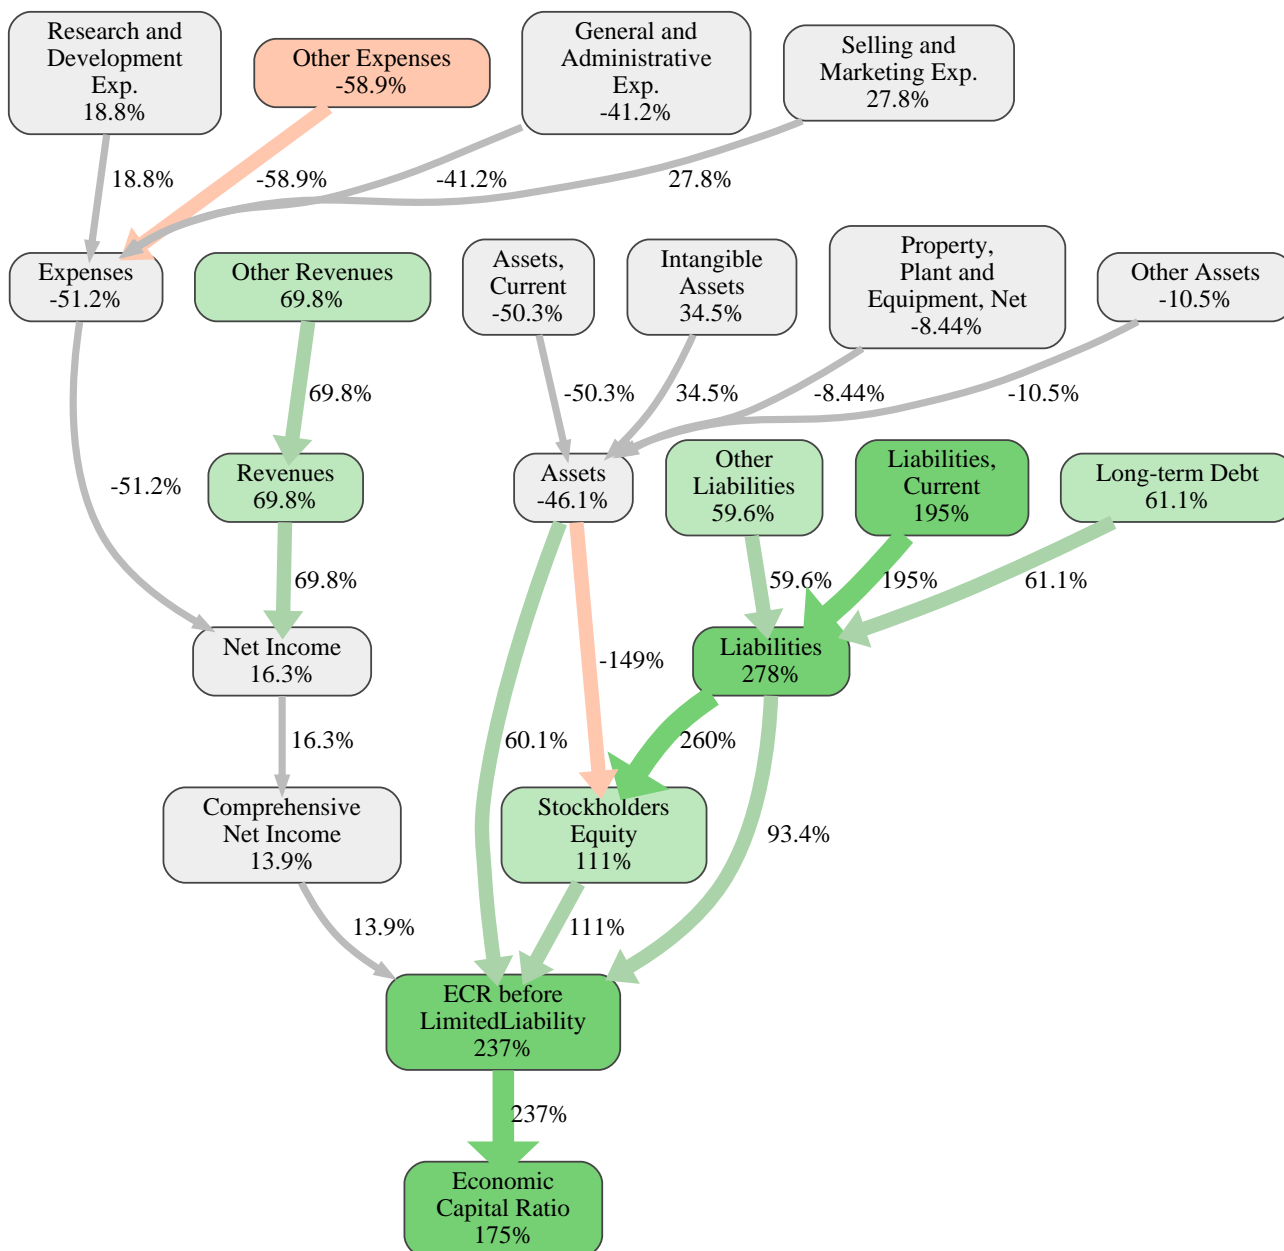 Research and
Development
Exp.
18.8%
Other Expenses
-58.9%
General and
Administrative
Exp.
-41.2%
Selling and
Marketing Exp.
27.8%
18.8%
-58.9%
-41.2%
27.8%
Expenses
-51.2%
Other Revenues
69.8%
Assets,
Current
-50.3%
Intangible
Assets
34.5%
Property,
Plant and
Equipment, Net
-8.44%
Other Assets
-10.5%
69.8%
-50.3%
34.5%
-8.44%
-10.5%
-51.2%
Revenues
69.8%
Assets
-46.1%
Other
Liabilities
59.6%
Liabilities,
Current
195%
Long-term Debt
61.1%
69.8%
59.6%
195%
61.1%
Net Income
16.3%
-149%
Liabilities
278%
16.3%
60.1%
260%
Comprehensive
Net Income
13.9%
Stockholders
Equity
111%
93.4%
13.9%
111%
ECR before
LimitedLiability
237%
237%
Economic
Capital Ratio
175%